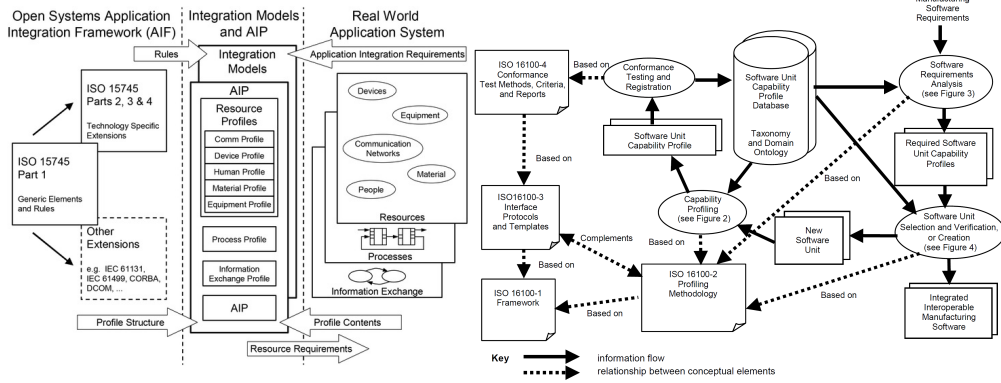 Open Systems Application
Integration Framework (AIF)
Integration Models
and AIP
Real World
Application System
Rules
Integration
Models
Application Integration Requirements
ISO 15745
Parts 2, 3 & 4
Technology Specific
Extensions
ISO 15745
Part 1
Generic Elements
and Rules
Other
Extensions
e.g. IEC 61131,
IEC 61499, CORBA,
DCOM, ...
AIP
Resource
Profiles
Comm Profile
Device Profile
Human Profile
Material Profile
Equipment Profile
Process Profile
Information
Exchange Profile
AIP
Devices
Equipment
Communication
Networks
Material
People
Resources
Processes
Information Exchange
Profile Structure
Profile Contents
Resource Requirements
Manufacturing
Software
Requirements
ISO 16100-4
Conformance
Test Methods, Criteria,
and Reports
Based on
Conformance
Testing and
Registration
Software Unit
Capability
Profile
Database
Taxonomy
and Domain
Ontology
Software
Requirements
Analysis
(see Figure 3)
Software Unit
Capability Profile
Required Software
Unit Capability
Profiles
Based on
Based on
ISO16100-3
Interface
Protocols
and Templates
Capability
Profiling
(see Figure 2)
Software Unit
Selection and Verification,
or Creation
(see Figure 4)
New
Software
Unit
Complements
Based on
Based on
ISO 16100-1
Framework
Based on
ISO 16100-2
Profiling
Methodology
Based on
Integrated
Interoperable
Manufacturing
Software
Key
information flow
relationship between conceptual elements